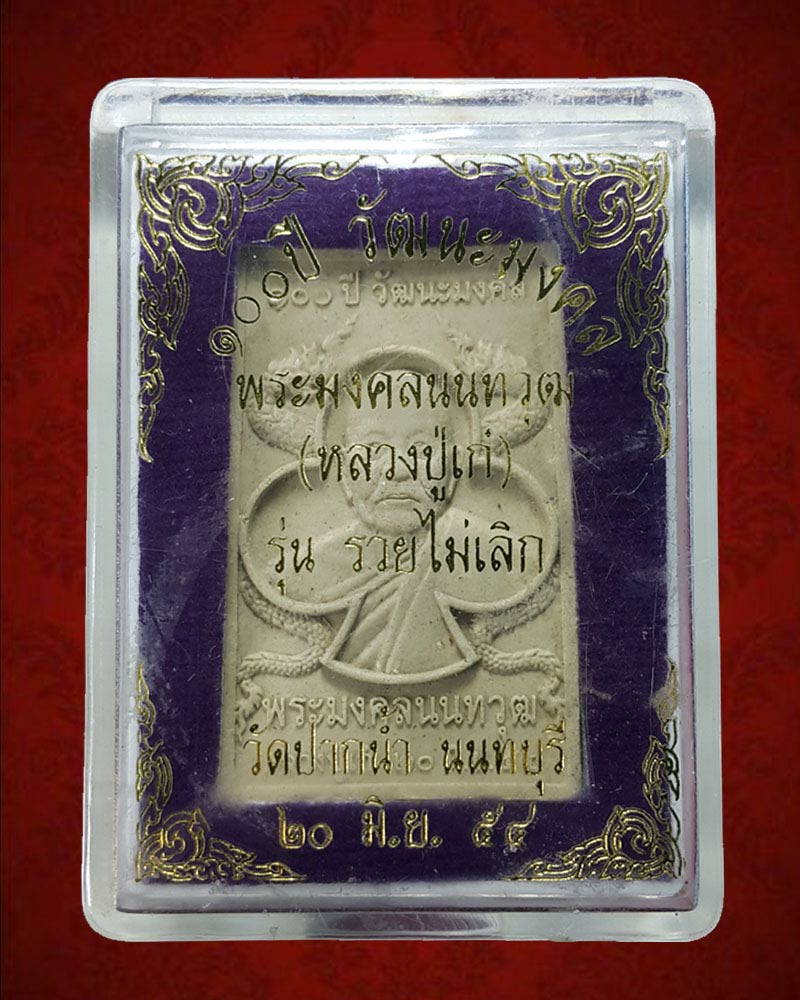 ๑๐๐ปี วัฒนะมงคล
๑๐๐ ปี วัฒนะมงคล
พระมงคลนนทวุฒ
(หลวงปู่เก๋)
รุ่น รวยไม่เลิก
พระมงคลนนทวุฒ
วัดปากน้ำ นนทบุรี
๒๐ มิ.ย. ๕๔